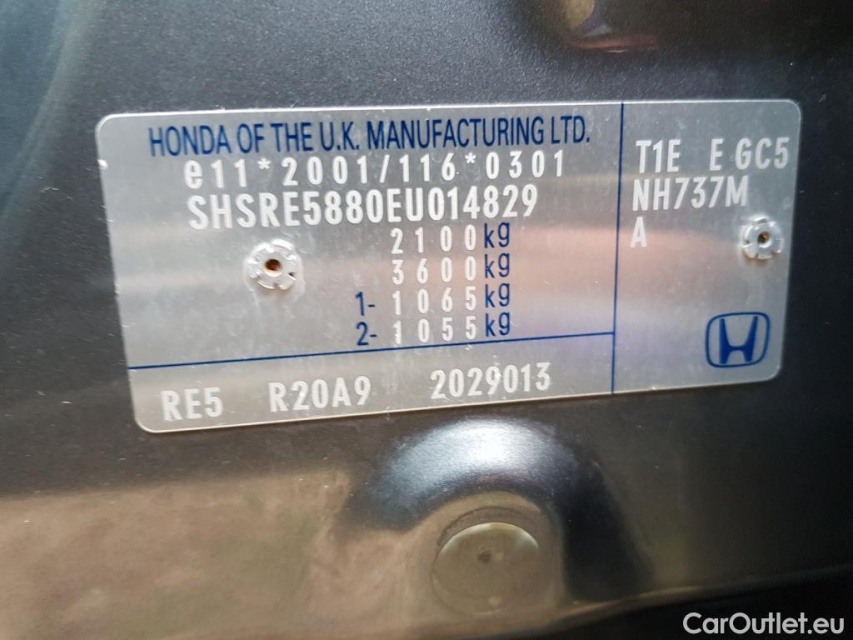 HONDA OF THE U.K. MANUFACTURING LTD.
e11*2001/116*0301
SHSRE5880EU014829
2100kg
3600kg
1- 1065kg
2- 1055kg
RE5 R20A9 2029013
T1E E GC5
NH737M
A
CarOutlet.eu